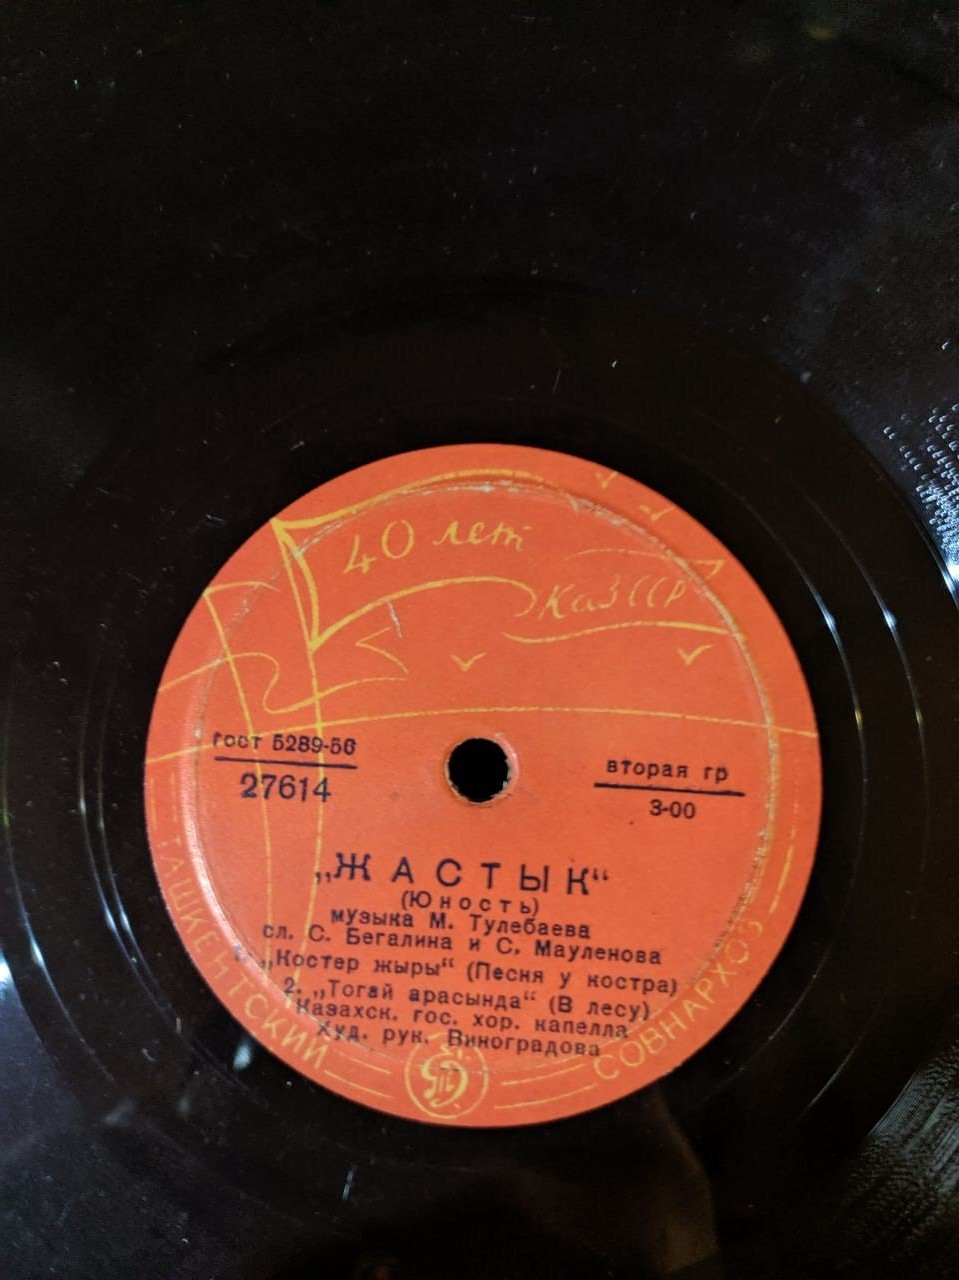 40 лет
КазССР
Гост 5289-56
27614
вторая гр
3-00
„ЖАСТЫК“
(Юность)
музыка М. Тулебаева
сл. С. Бегалина и С. Мауленова
1. „Костер жыры“ (Песня у костра)
2. „Тогай арасында“ (В лесу)
Казахск. гос. хор. капелла
Худ. рук. Виноградова
ТАШКЕНТСКИЙ
СОВНАРХОЗ